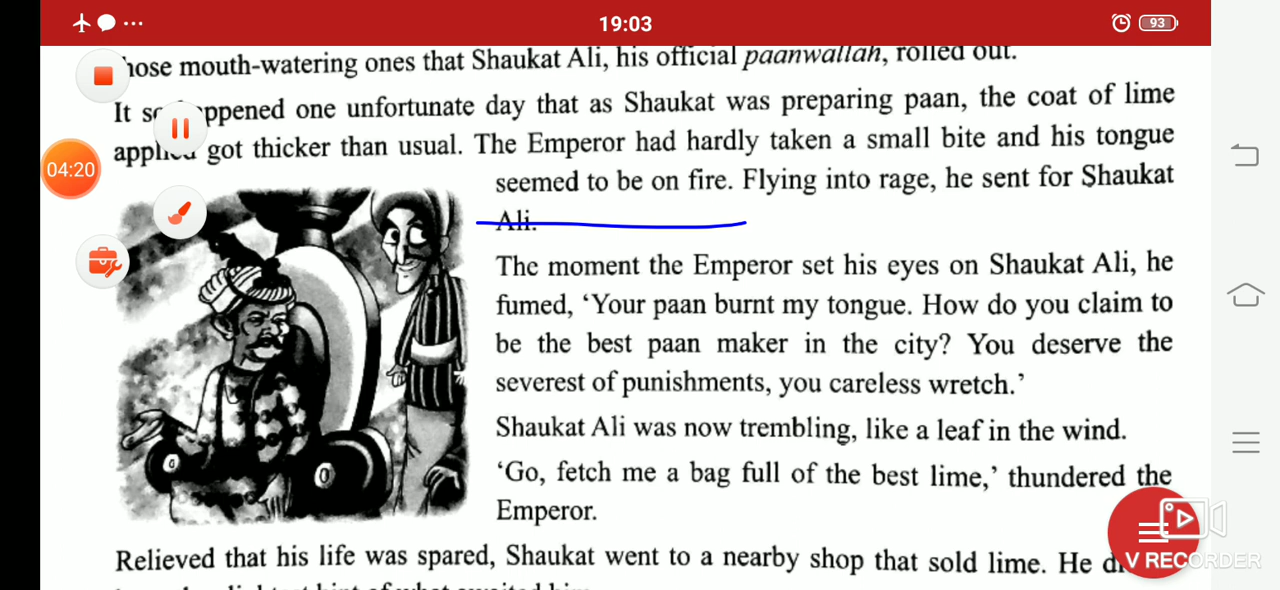 19:03
93
hose mouth-watering ones that Shaukat Ali, his official paanwallah, rolled out.
It so ppened one unfortunate day that as Shaukat was preparing paan, the coat of lime
applied got thicker than usual. The Emperor had hardly taken a small bite and his tongue
04:20
seemed to be on fire. Flying into rage, he sent for Shaukat
Ali.
The moment the Emperor set his eyes on Shaukat Ali, he
fumed, ‘Your paan burnt my tongue. How do you claim to
be the best paan maker in the city? You deserve the
severest of punishments, you careless wretch.’
Shaukat Ali was now trembling, like a leaf in the wind.
‘Go, fetch me a bag full of the best lime,’ thundered the
Emperor.
Relieved that his life was spared, Shaukat went to a nearby shop that sold lime. He
V RECORDER